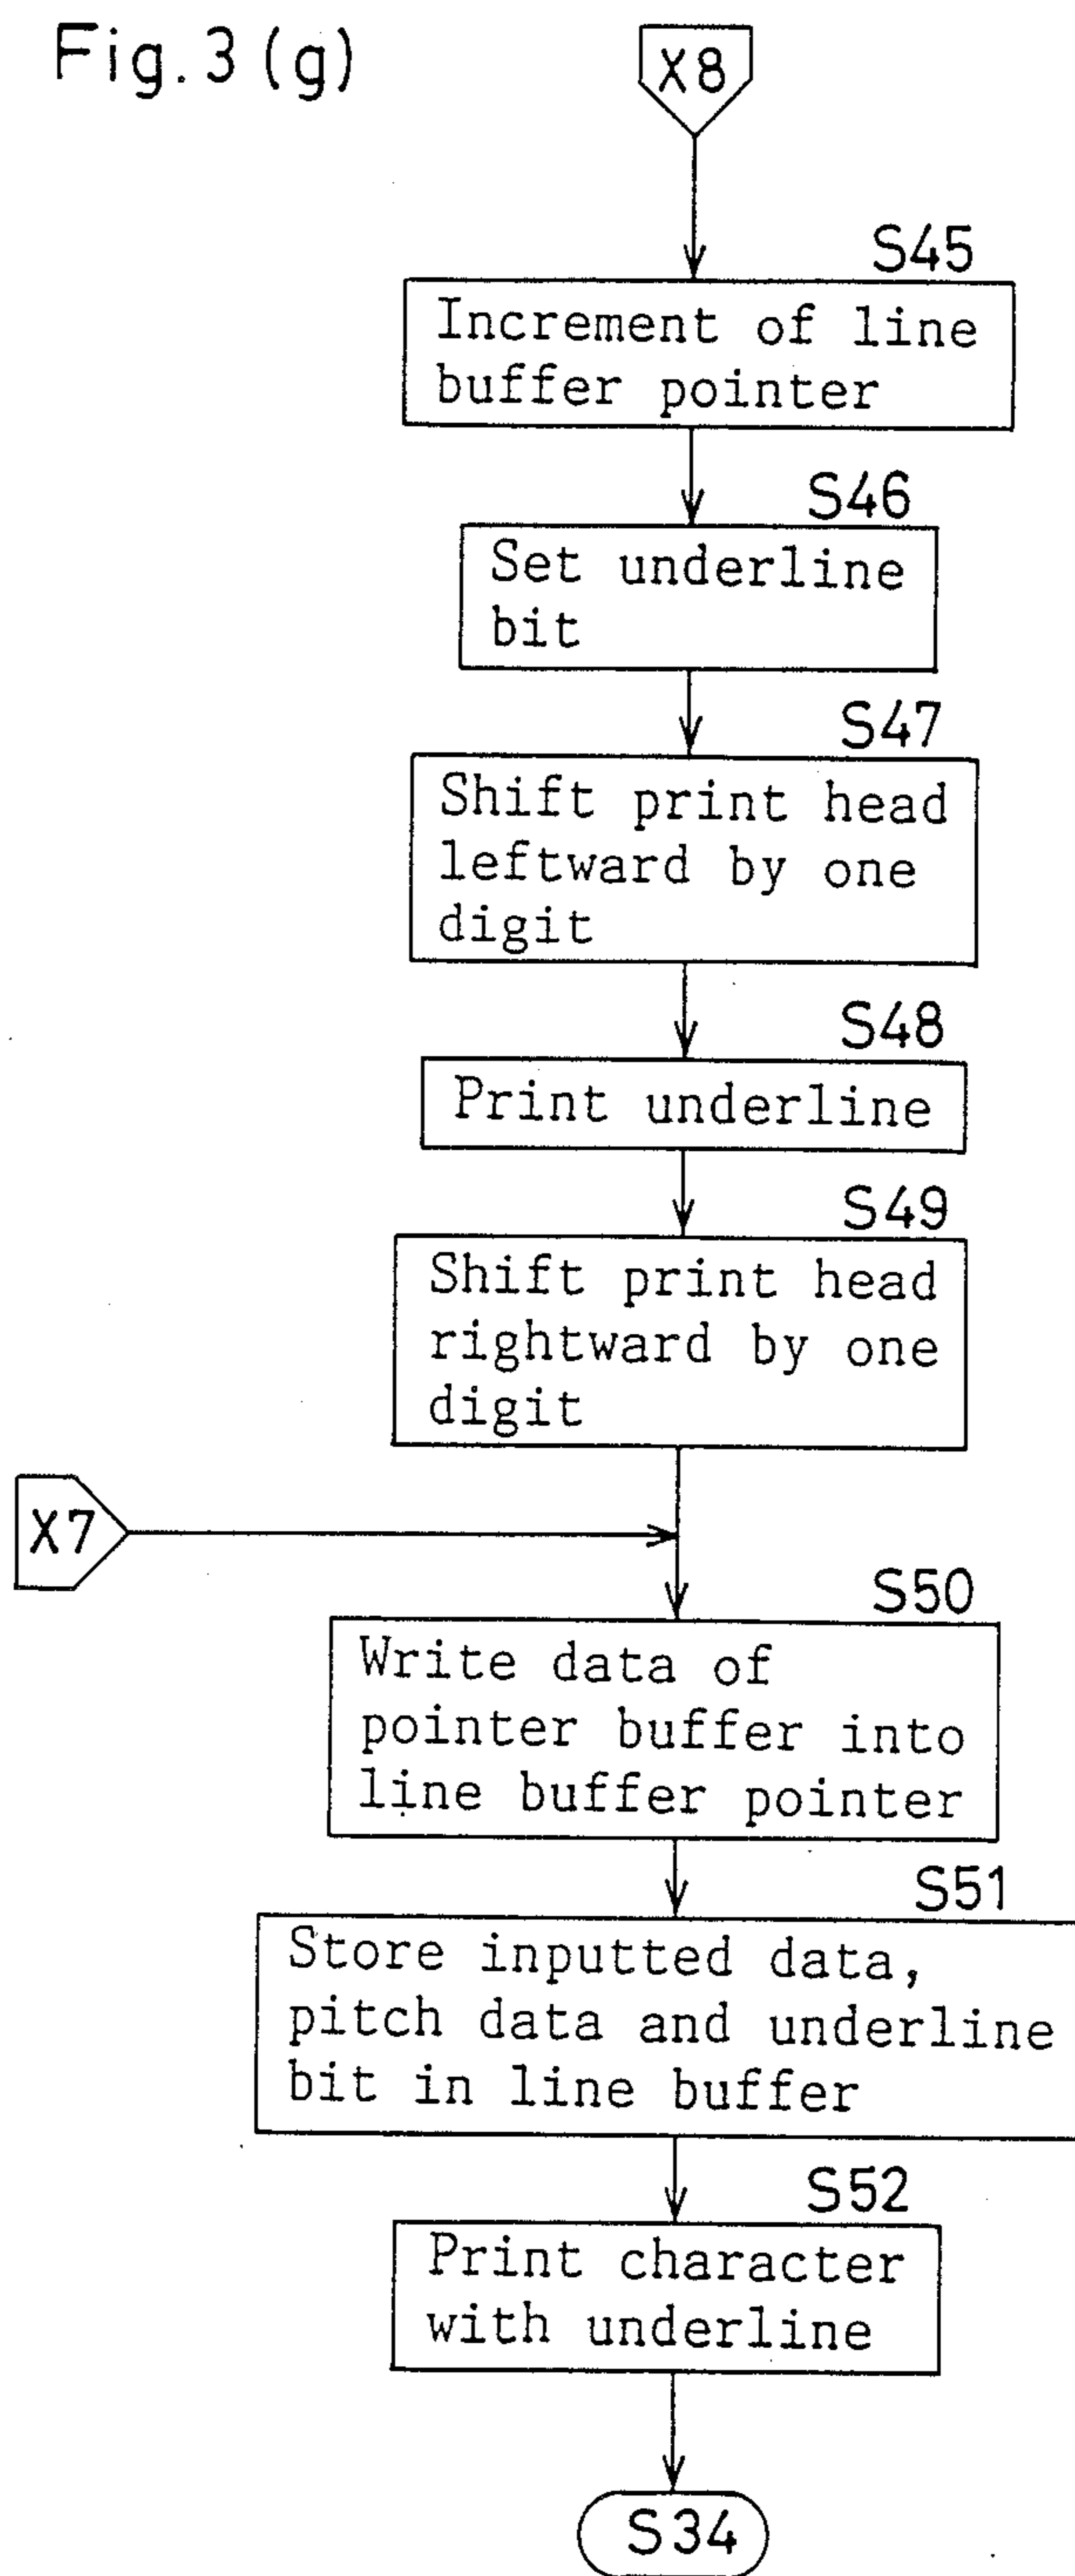 Fig. 3 (g)
X8
S45
Increment of line
buffer pointer
S46
Set underline
bit
S47
Shift print head
leftward by one
digit
S48
Print underline
S49
Shift print head
rightward by one
digit
X7
S50
Write data of
pointer buffer into
line buffer pointer
S51
Store inputted data,
pitch data and underline
bit in line buffer
S52
Print character
with underline
S34